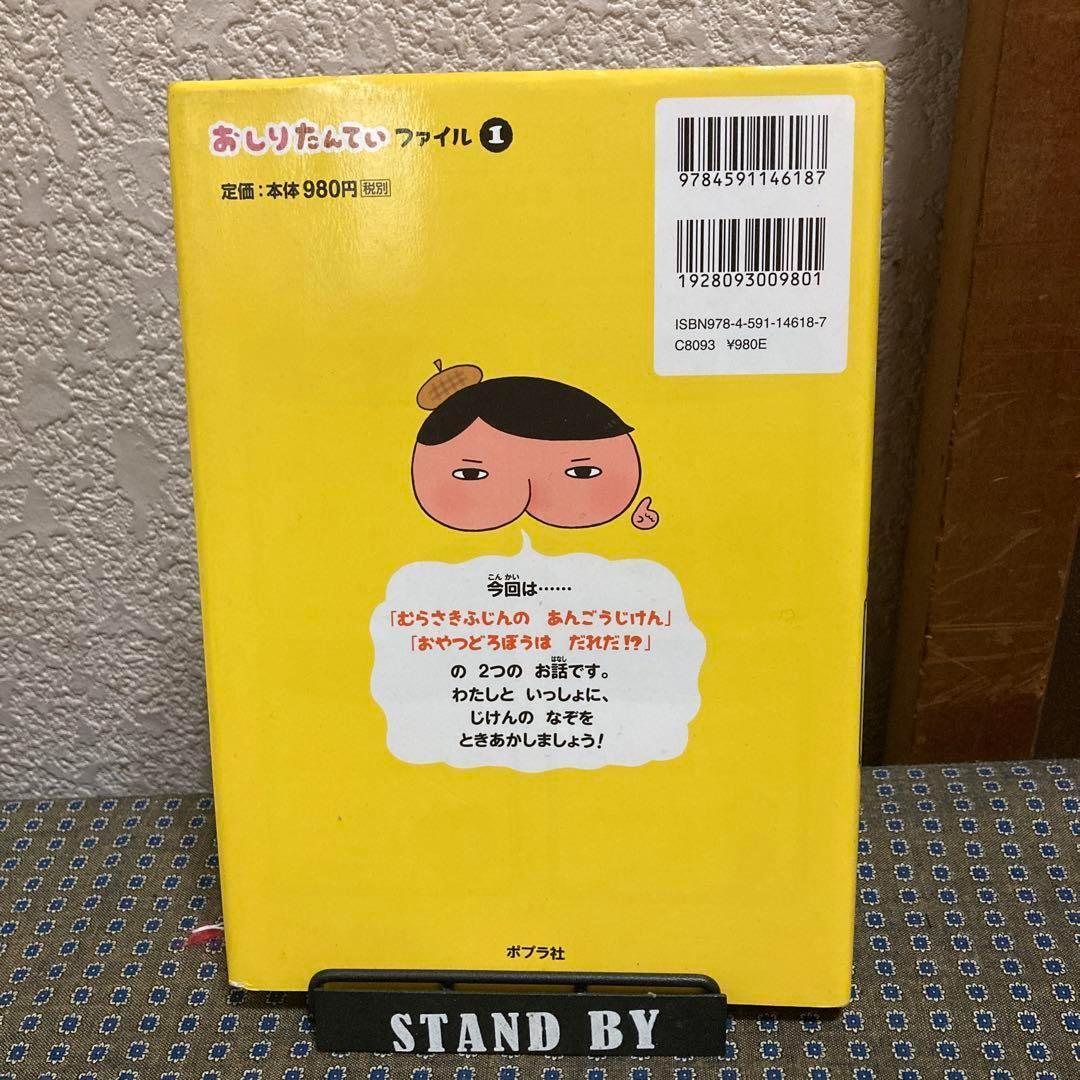 おしりたんてい ファイル 1
定価：本体980円 税別
9784591146187
1928093009801
ISBN978-4-591-14618-7
C8093 ¥980E
こんかい
今回は……
「むらさきふじんの あんごうじけん」
「おやつどろぼうは だれだ!?」
はなし
の 2つの お話です。
わたしと いっしょに、
じけんの なぞを
ときあかしましょう！
ポプラ社
STAND BY